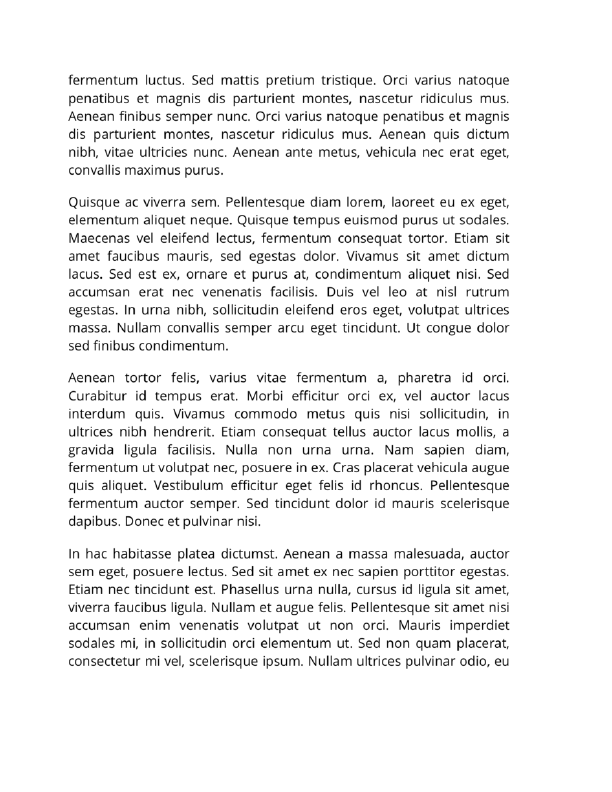 fermentum luctus. Sed mattis pretium tristique. Orci varius natoque
penatibus et magnis dis parturient montes, nascetur ridiculus mus.
Aenean finibus semper nunc. Orci varius natoque penatibus et magnis
dis parturient montes, nascetur ridiculus mus. Aenean quis dictum
nibh, vitae ultricies nunc. Aenean ante metus, vehicula nec erat eget,
convallis maximus purus.
Quisque ac viverra sem. Pellentesque diam lorem, laoreet eu ex eget,
elementum aliquet neque. Quisque tempus euismod purus ut sodales.
Maecenas vel eleifend lectus, fermentum consequat tortor. Etiam sit
amet faucibus mauris, sed egestas dolor. Vivamus sit amet dictum
lacus. Sed est ex, ornare et purus at, condimentum aliquet nisi. Sed
accumsan erat nec venenatis facilisis. Duis vel leo at nisl rutrum
egestas. In urna nibh, sollicitudin eleifend eros eget, volutpat ultrices
massa. Nullam convallis semper arcu eget tincidunt. Ut congue dolor
sed finibus condimentum.
Aenean tortor felis, varius vitae fermentum a, pharetra id orci.
Curabitur id tempus erat. Morbi efficitur orci ex, vel auctor lacus
interdum quis. Vivamus commodo metus quis nisi sollicitudin, in
ultrices nibh hendrerit. Etiam consequat tellus auctor lacus mollis, a
gravida ligula facilisis. Nulla non urna urna. Nam sapien diam,
fermentum ut volutpat nec, posuere in ex. Cras placerat vehicula augue
quis aliquet. Vestibulum efficitur eget felis id rhoncus. Pellentesque
fermentum auctor semper. Sed tincidunt dolor id mauris scelerisque
dapibus. Donec et pulvinar nisi.
In hac habitasse platea dictumst. Aenean a massa malesuada, auctor
sem eget, posuere lectus. Sed sit amet ex nec sapien porttitor egestas.
Etiam nec tincidunt est. Phasellus urna nulla, cursus id ligula sit amet,
viverra faucibus ligula. Nullam et augue felis. Pellentesque sit amet nisi
accumsan enim venenatis volutpat ut non orci. Mauris imperdiet
sodales mi, in sollicitudin orci elementum ut. Sed non quam placerat,
consectetur mi vel, scelerisque ipsum. Nullam ultrices pulvinar odio, eu